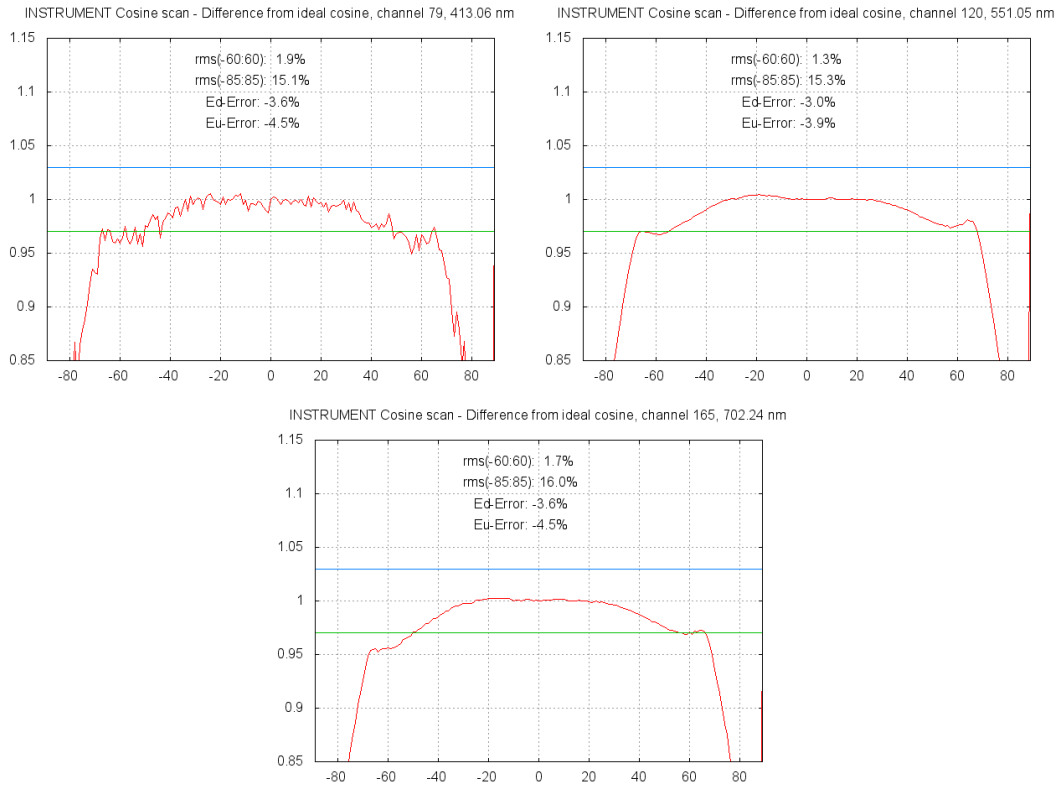 INSTRUMENT Cosine scan - Difference from ideal cosine, channel 79, 413.06 nm
1.15
1.1
1.05
1
0.95
0.9
0.85
-80 -60 -40 -20 0 20 40 60 80
rms(-60:60): 1.9%
rms(-85:85): 15.1%
Ed-Error: -3.6%
Eu-Error: -4.5%
INSTRUMENT Cosine scan - Difference from ideal cosine, channel 120, 551.05 nm
1.15
1.1
1.05
1
0.95
0.9
0.85
-80 -60 -40 -20 0 20 40 60 80
rms(-60:60): 1.3%
rms(-85:85): 15.3%
Ed-Error: -3.0%
Eu-Error: -3.9%
INSTRUMENT Cosine scan - Difference from ideal cosine, channel 165, 702.24 nm
1.15
1.1
1.05
1
0.95
0.9
0.85
-80 -60 -40 -20 0 20 40 60 80
rms(-60:60): 1.7%
rms(-85:85): 16.0%
Ed-Error: -3.6%
Eu-Error: -4.5%